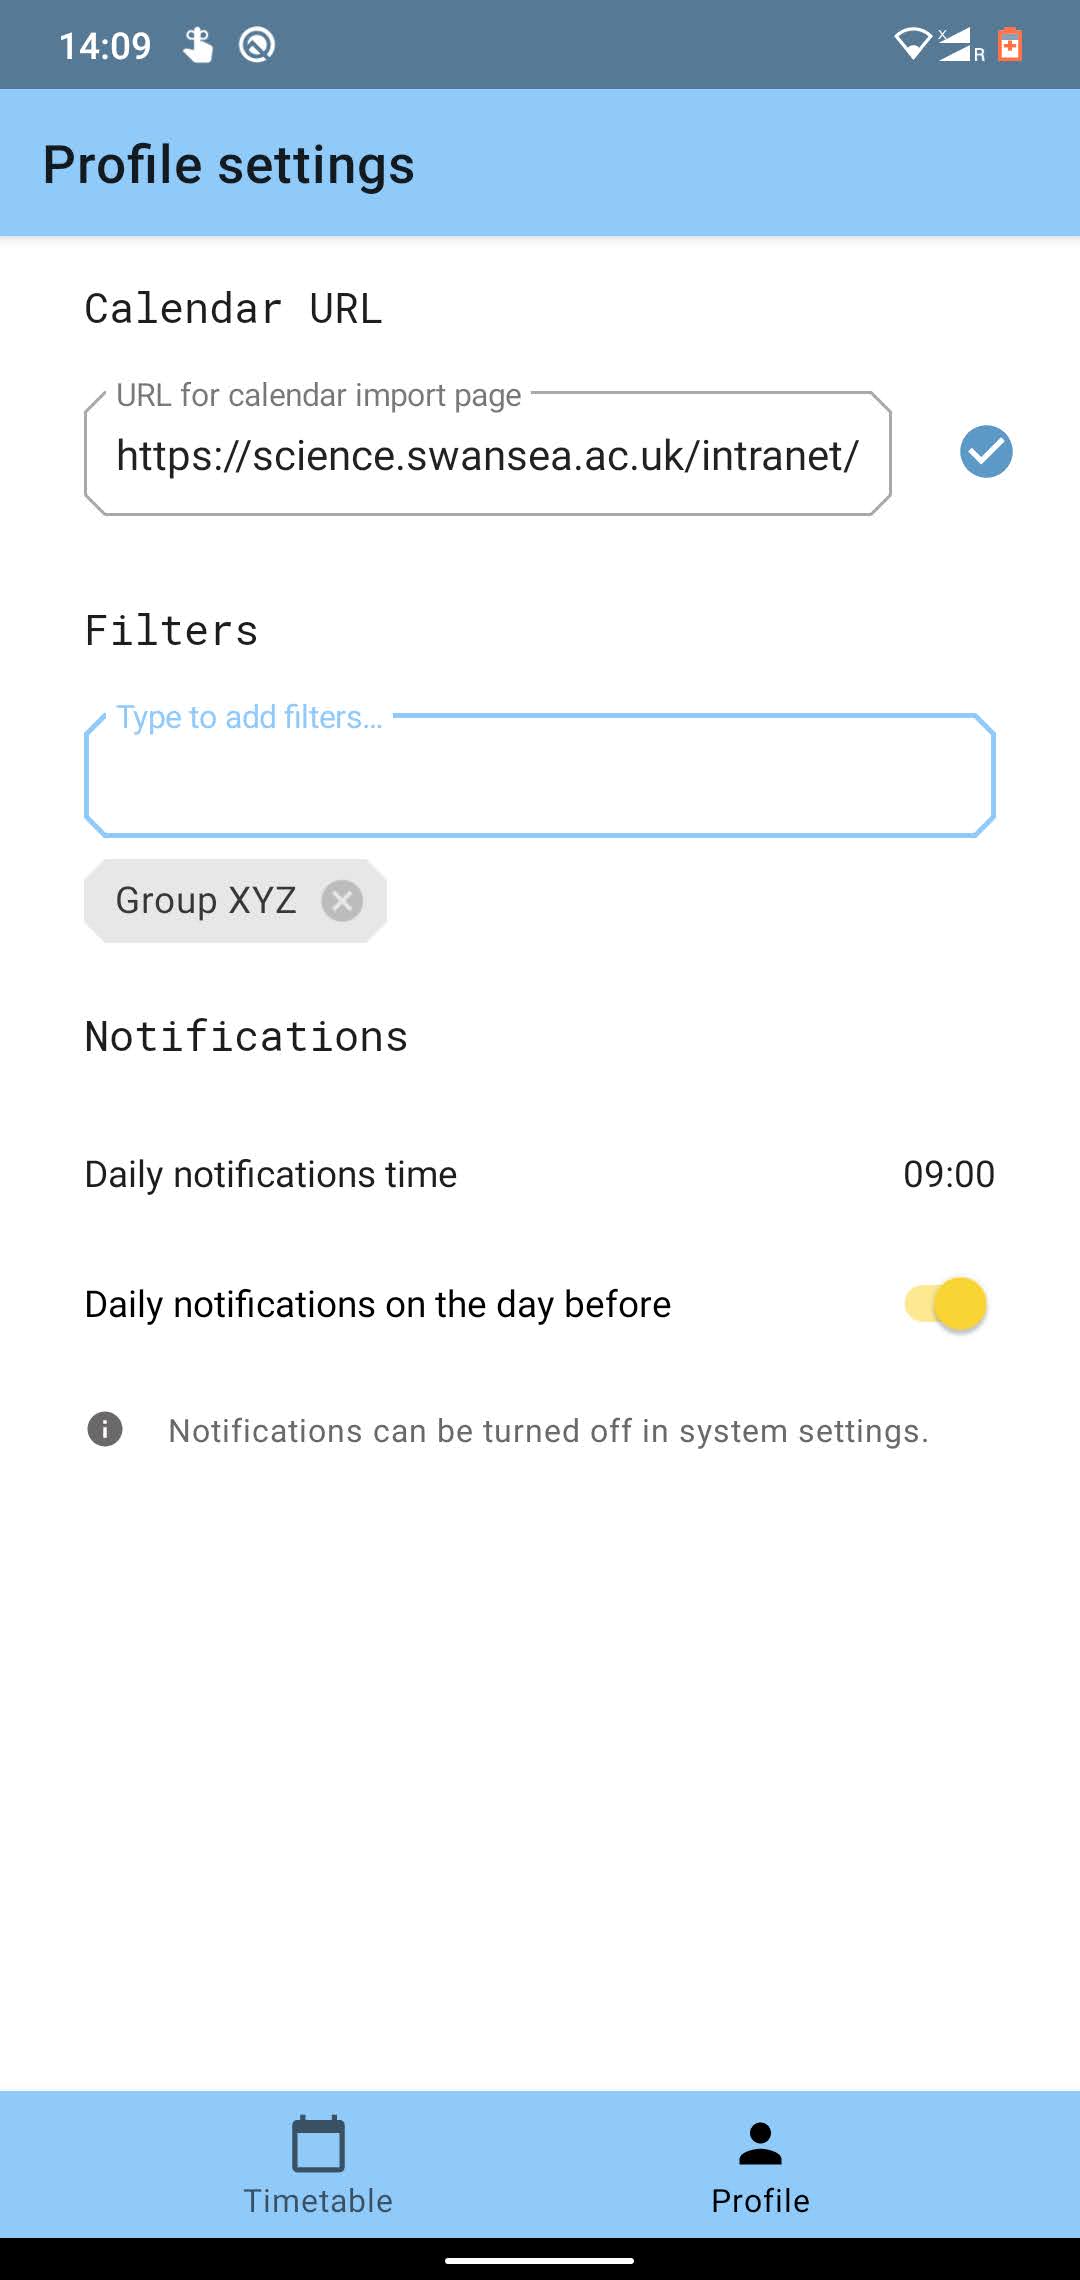 14:09
R
Profile settings
Calendar URL
URL for calendar import page
https://science.swansea.ac.uk/intranet/
Filters
Type to add filters...
Group XYZ
Notifications
Daily notifications time 09:00
Daily notifications on the day before
Notifications can be turned off in system settings.
Timetable Profile